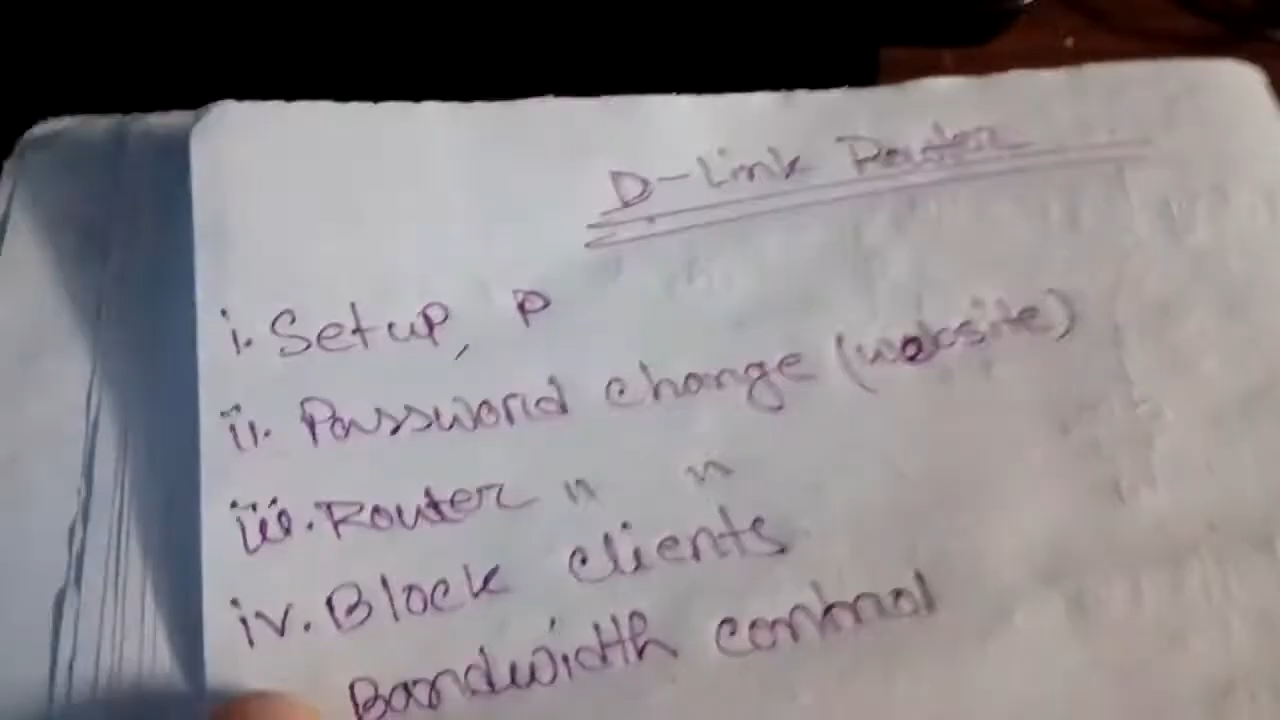 D-Link Router
i. Setup, P
ii. Password change (website)
iii. Router " "
iv. Block clients
Bandwidth control